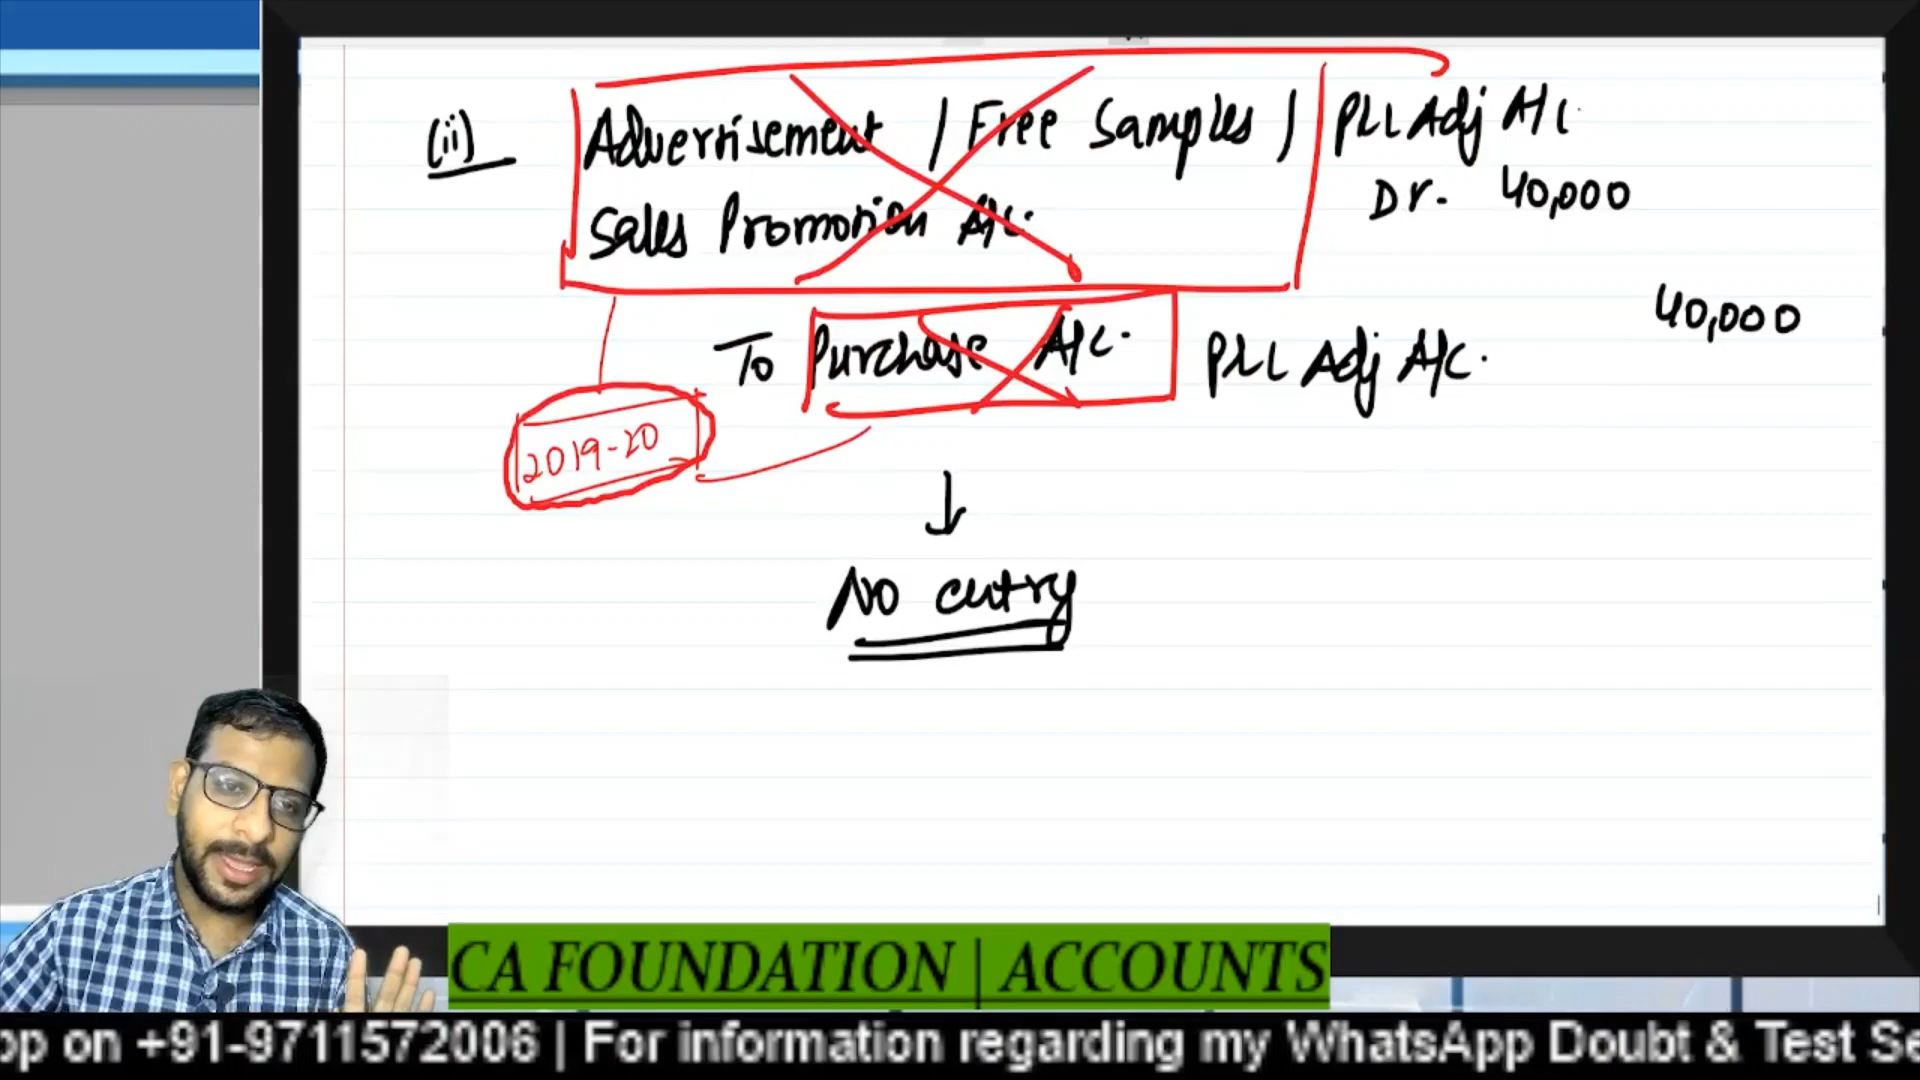 (ii) Advertisement / Free Samples / P&L Adj A/c.
Sales Promotion A/c. Dr. 40,000
To Purchase A/c. P&L Adj A/c. 40,000
2019-20
↓
No entry
CA FOUNDATION | ACCOUNTS
pp on +91-9711572006 | For information regarding my WhatsApp Doubt & Test Se